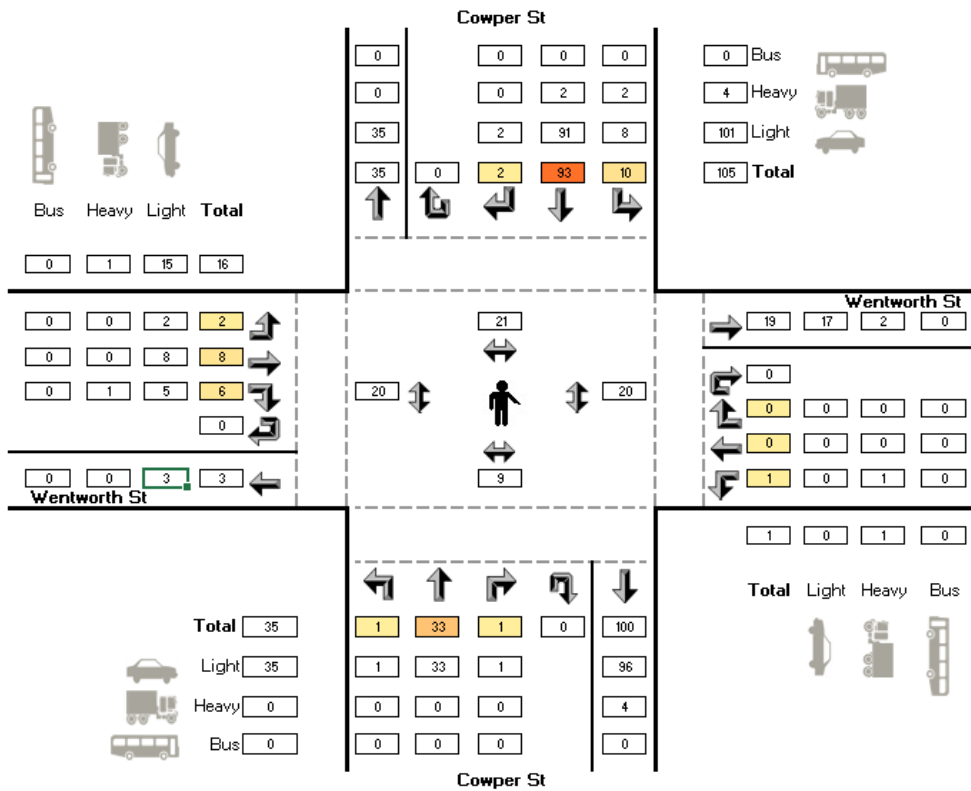 Cowper St
0 0 0 0 0 Bus
0 0 2 2 4 Heavy
35 2 91 8 101 Light
35 0 2 93 10 105 Total
Bus Heavy Light Total
0 1 15 16
Wentworth St
0 0 2 2 21 19 17 2 0
0 0 8 8 0
0 1 5 6 20 20 0 0 0 0
0 0 0 0 0
0 0 3 3 9 1 0 1 0
Wentworth St
1 0 1 0
Total Light Heavy Bus
Total 35 1 33 1 0 100
Light 35 1 33 1 96
Heavy 0 0 0 0 4
Bus 0 0 0 0 0
Cowper St